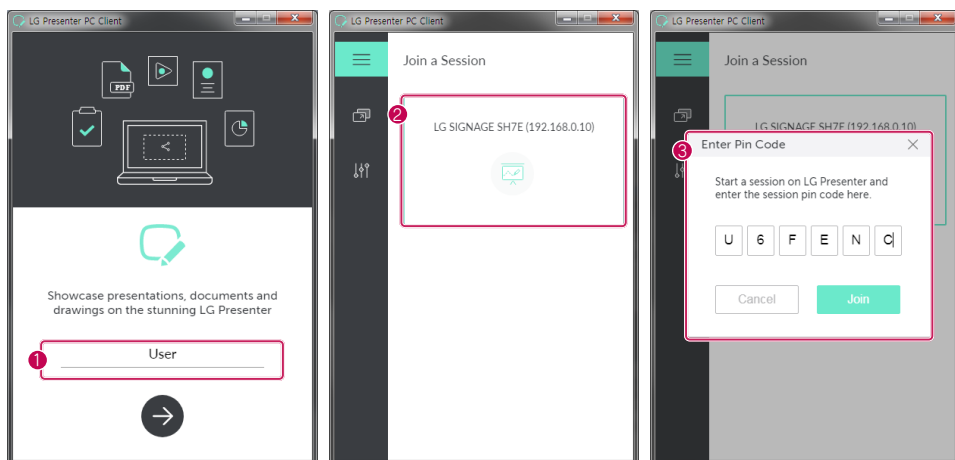 LG Presenter PC Client
PDF
Showcase presentations, documents and
drawings on the stunning LG Presenter
1
User
LG Presenter PC Client
Join a Session
2
LG SIGNAGE SH7E (192.168.0.10)
LG Presenter PC Client
Join a Session
LG SIGNAGE SH7E (192.168.0.10)
3
Enter Pin Code
Start a session on LG Presenter and
enter the session pin code here.
U 6 F E N C
Cancel Join